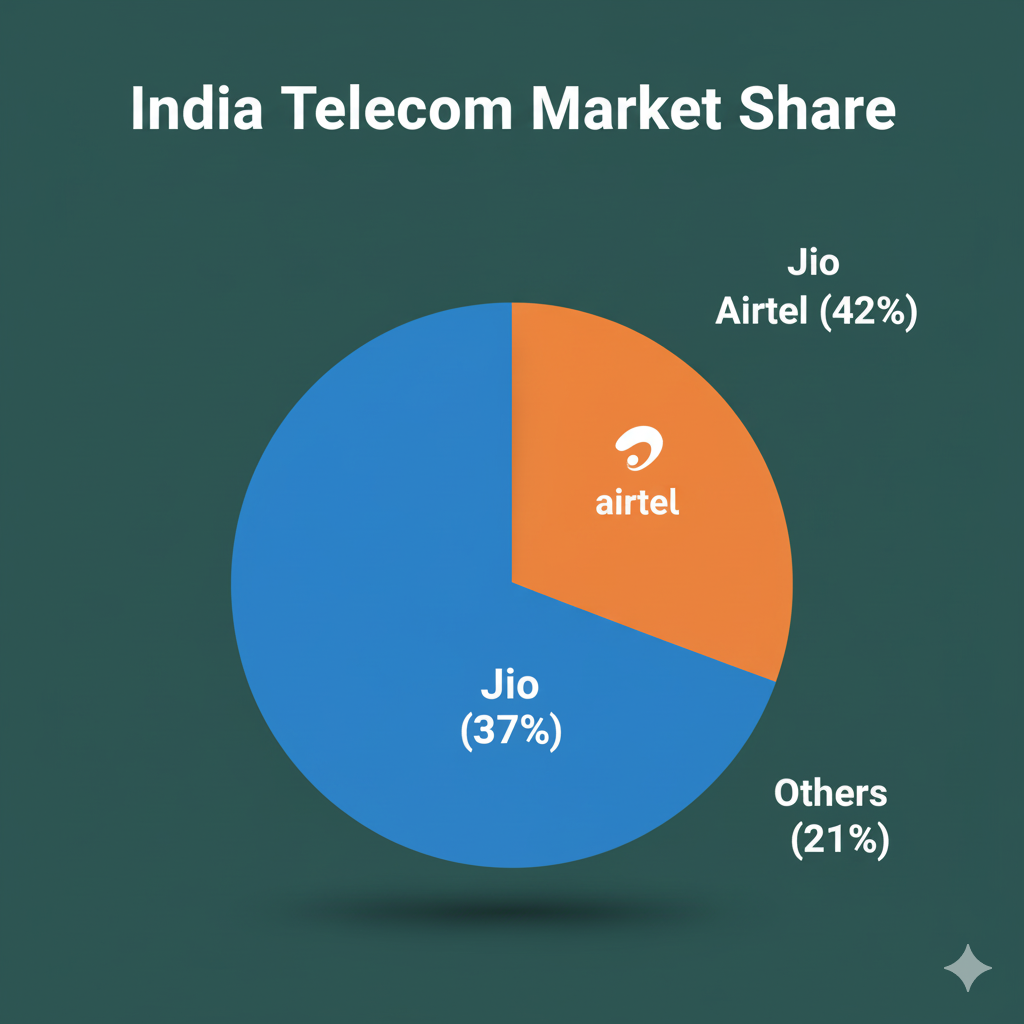 India Telecom Market Share
Jio
Airtel (42%)
airtel
Jio
(37%)
Others
(21%)